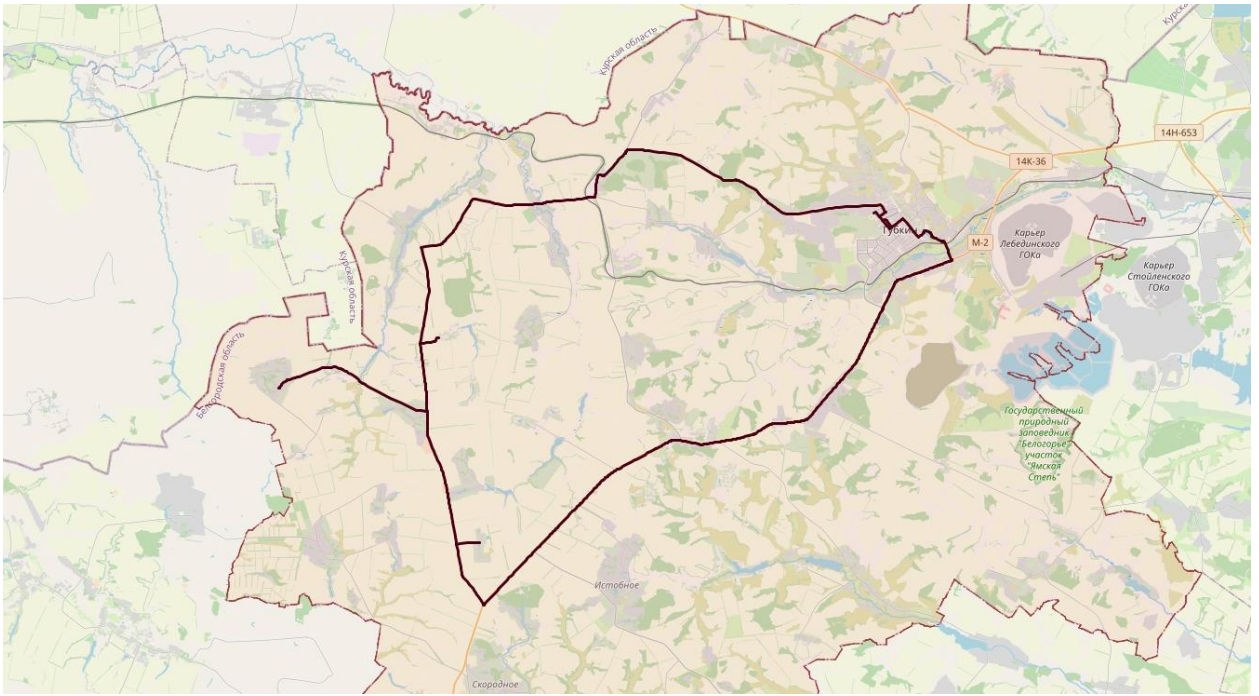 Курская область
Курская
14Н-653
14К-36
Губкин
М-2
Карьер
Лебединского
ГОКа
Карьер
Стойленского
ГОКа
Курская область
Белгородская область
Государственный
природный
заповедник
"Белогорье"
участок
"Ямская
Степь"
Истобное
Скородное